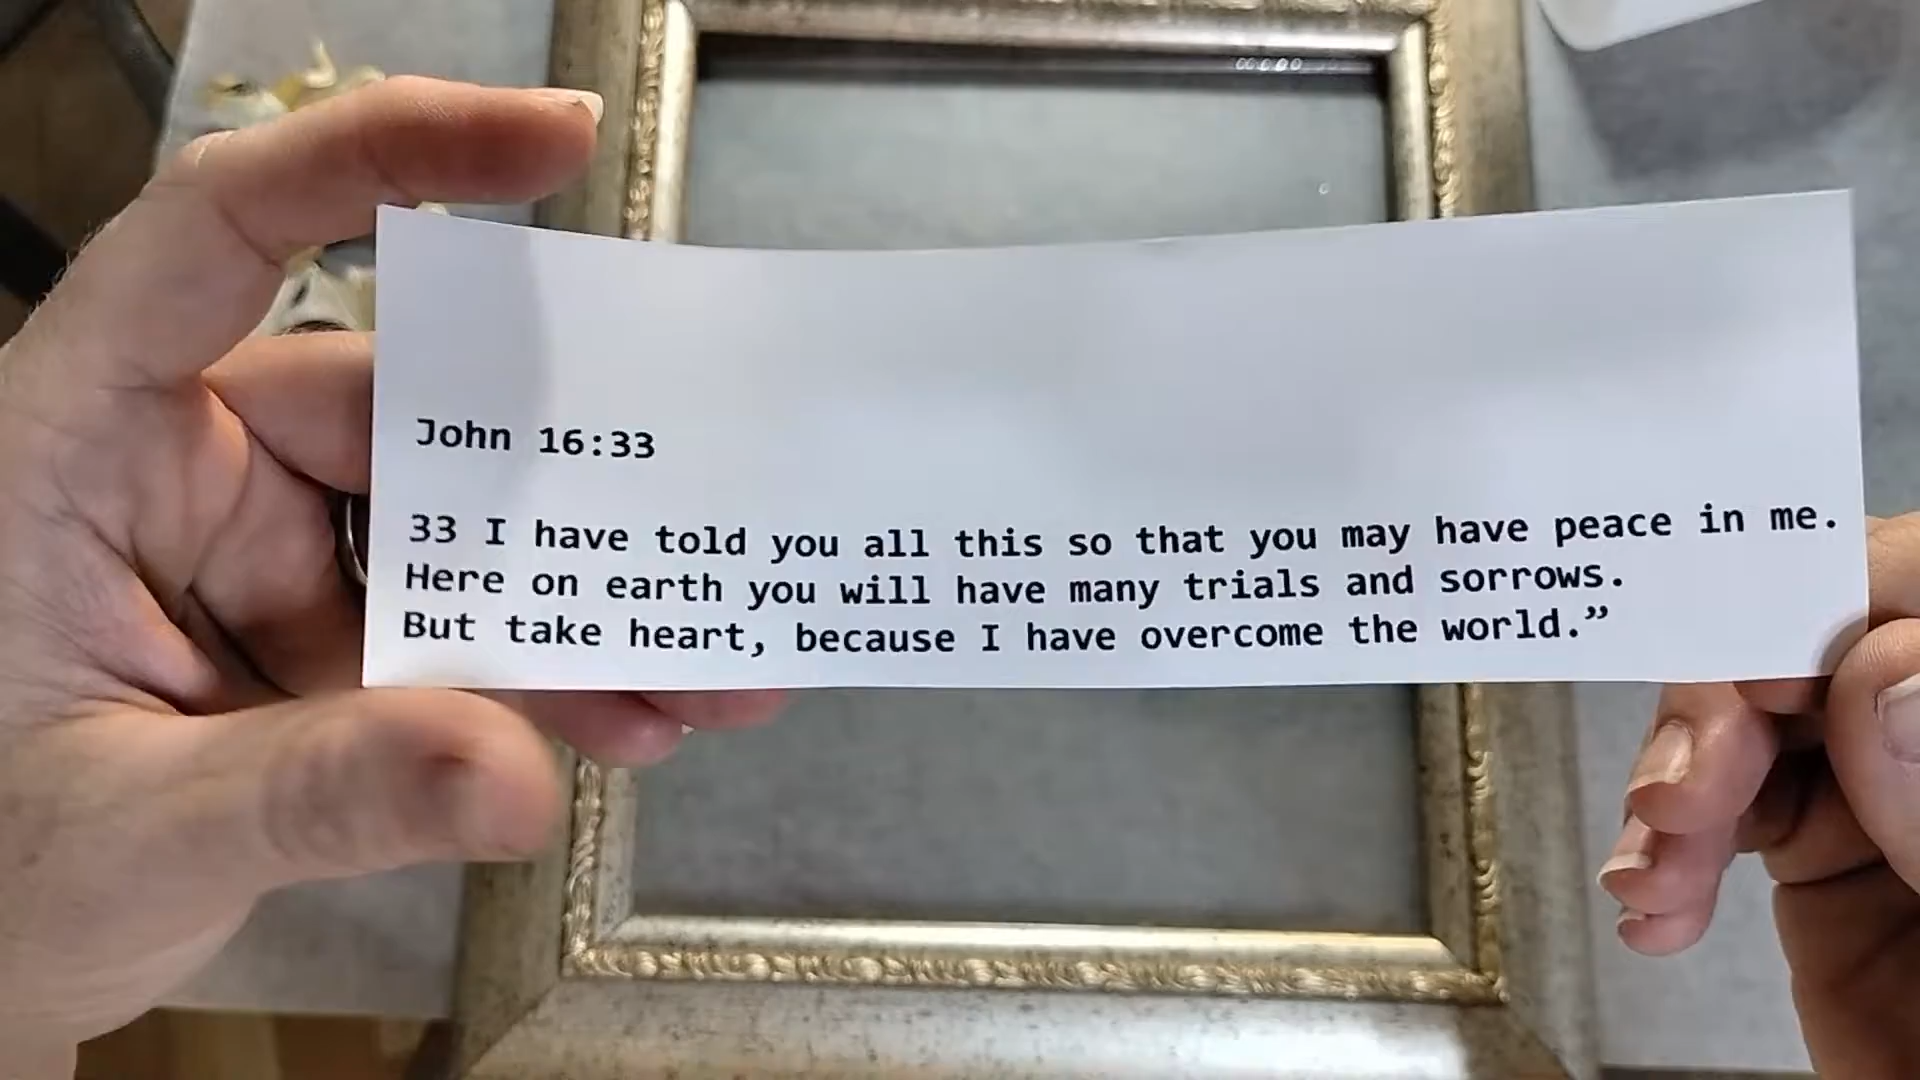 John 16:33
33 I have told you all this so that you may have peace in me.
Here on earth you will have many trials and sorrows.
But take heart, because I have overcome the world.”